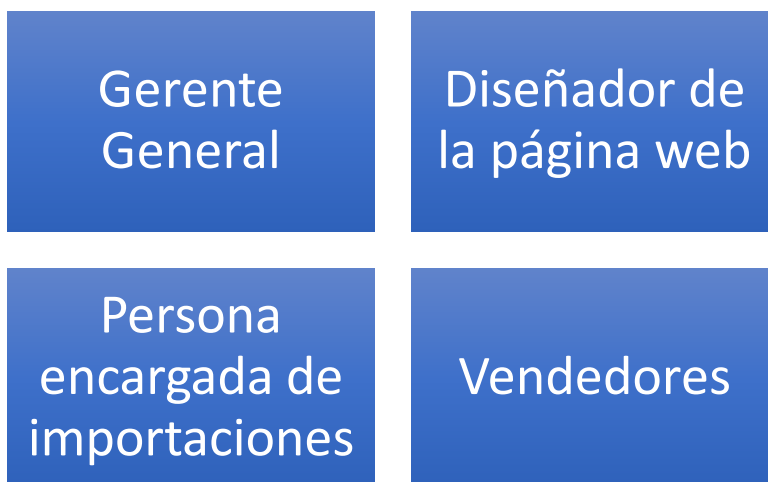 Gerente
General
Diseñador de
la página web
Persona
encargada de
importaciones
Vendedores